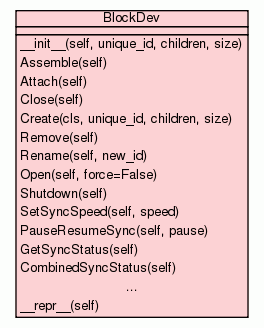 BlockDev
__init__(self, unique_id, children, size)
Assemble(self)
Attach(self)
Close(self)
Create(cls, unique_id, children, size)
Remove(self)
Rename(self, new_id)
Open(self, force=False)
Shutdown(self)
SetSyncSpeed(self, speed)
PauseResumeSync(self, pause)
GetSyncStatus(self)
CombinedSyncStatus(self)
...
__repr__(self)